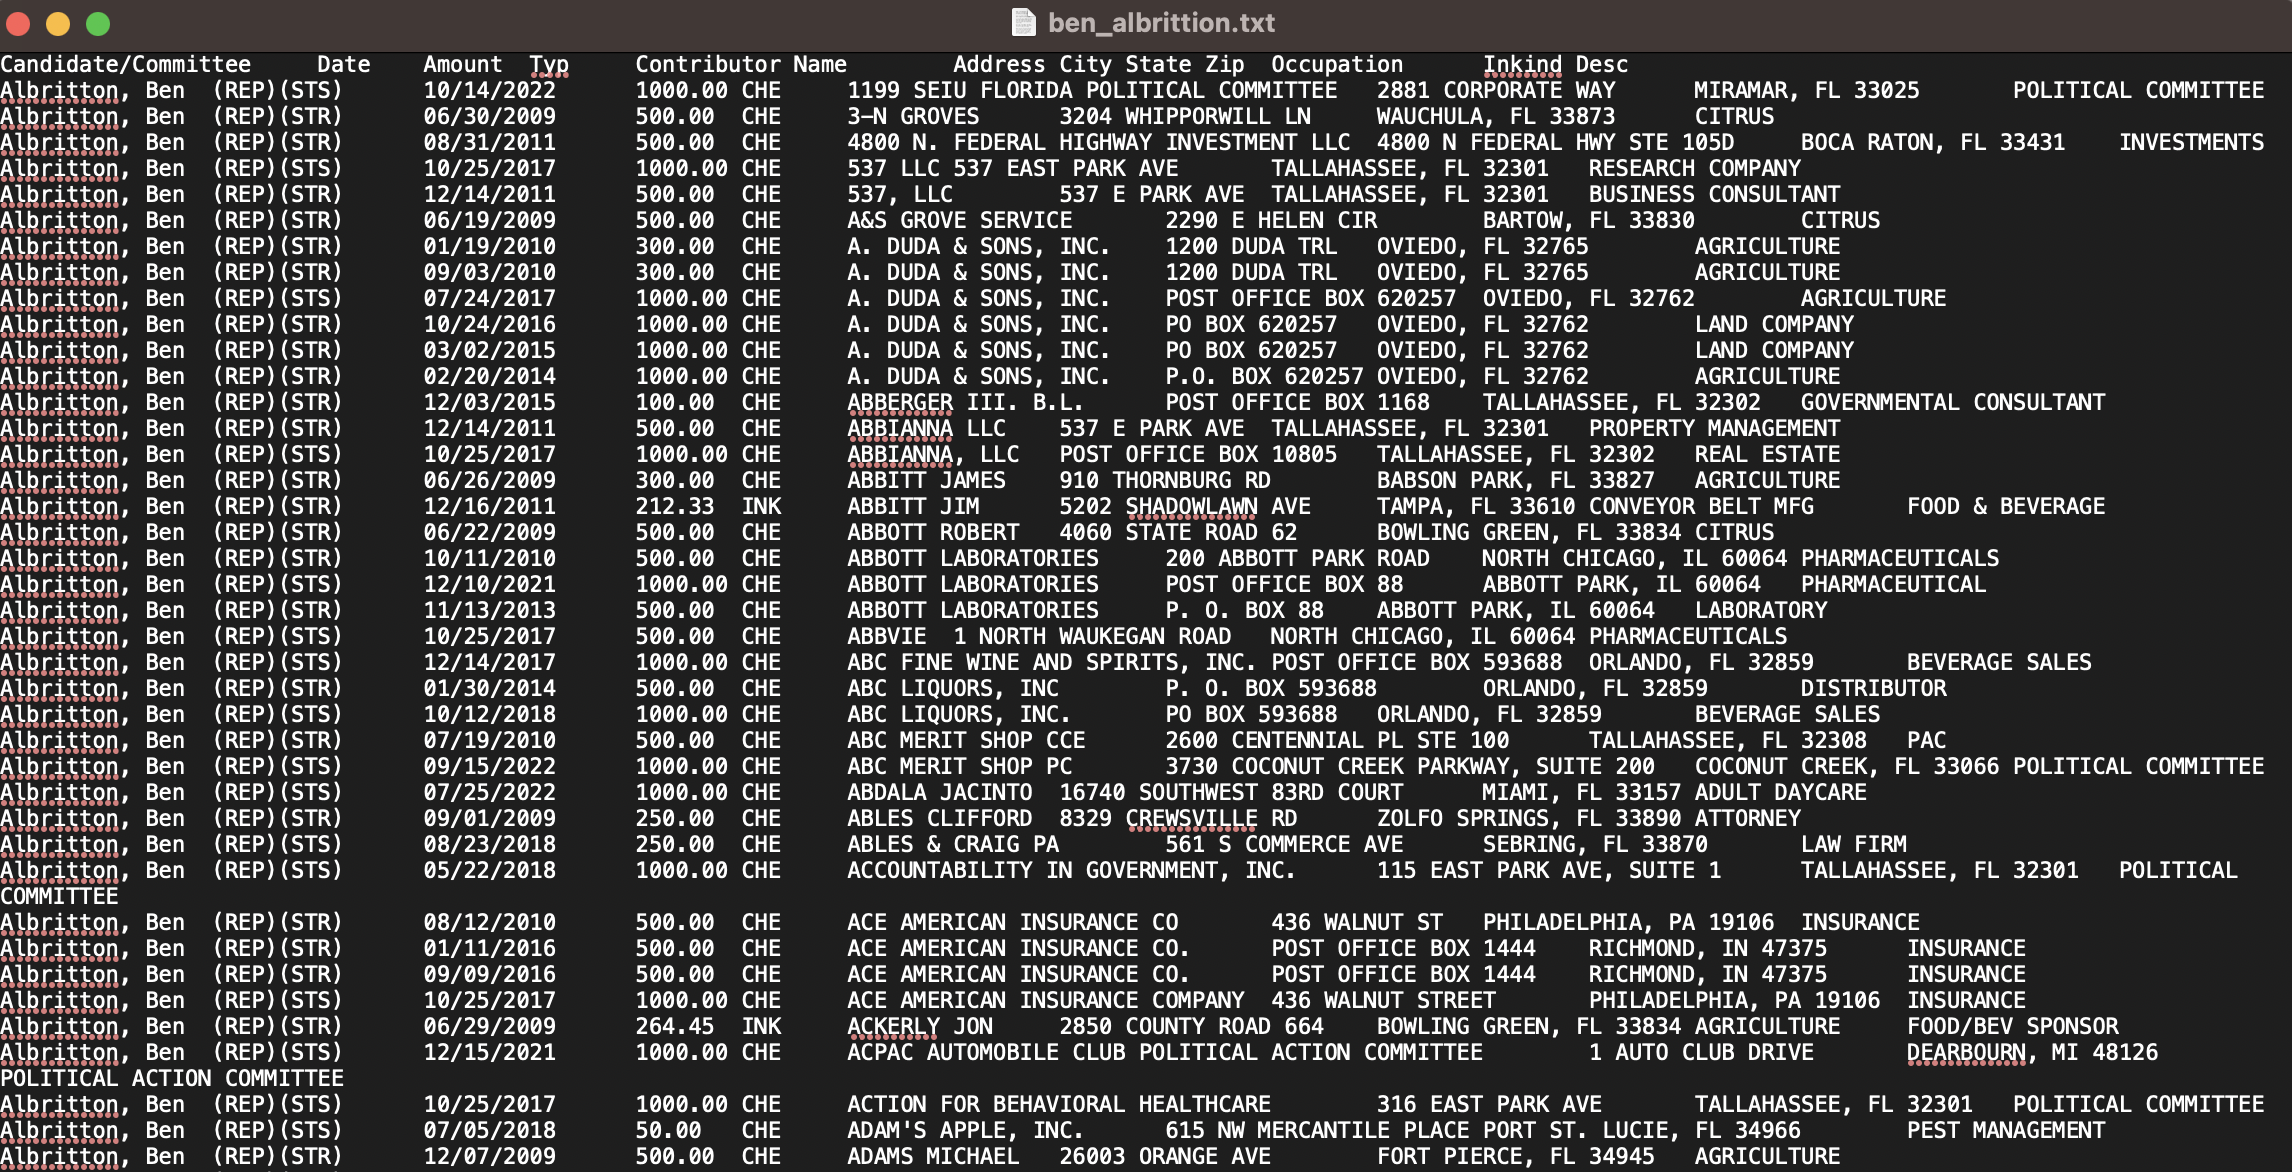 ben_albrittion.txt
Candidate/Committee Date Amount Typ Contributor Name Address City State Zip Occupation Inkind Desc
Albritton, Ben (REP)(STS) 10/14/2022 1000.00 CHE 1199 SEIU FLORIDA POLITICAL COMMITTEE 2881 CORPORATE WAY MIRAMAR, FL 33025 POLITICAL COMMITTEE
Albritton, Ben (REP)(STR) 06/30/2009 500.00 CHE 3-N GROVES 3204 WHIPPORWILL LN WAUCHULA, FL 33873 CITRUS
Albritton, Ben (REP)(STR) 08/31/2011 500.00 CHE 4800 N. FEDERAL HIGHWAY INVESTMENT LLC 4800 N FEDERAL HWY STE 105D BOCA RATON, FL 33431 INVESTMENTS
Albritton, Ben (REP)(STS) 10/25/2017 1000.00 CHE 537 LLC 537 EAST PARK AVE TALLAHASSEE, FL 32301 RESEARCH COMPANY
Albritton, Ben (REP)(STR) 12/14/2011 500.00 CHE 537, LLC 537 E PARK AVE TALLAHASSEE, FL 32301 BUSINESS CONSULTANT
Albritton, Ben (REP)(STR) 06/19/2009 500.00 CHE A&S GROVE SERVICE 2290 E HELEN CIR BARTOW, FL 33830 CITRUS
Albritton, Ben (REP)(STR) 01/19/2010 300.00 CHE A. DUDA & SONS, INC. 1200 DUDA TRL OVIEDO, FL 32765 AGRICULTURE
Albritton, Ben (REP)(STR) 09/03/2010 300.00 CHE A. DUDA & SONS, INC. 1200 DUDA TRL OVIEDO, FL 32765 AGRICULTURE
Albritton, Ben (REP)(STS) 07/24/2017 1000.00 CHE A. DUDA & SONS, INC. POST OFFICE BOX 620257 OVIEDO, FL 32762 AGRICULTURE
Albritton, Ben (REP)(STR) 10/24/2016 1000.00 CHE A. DUDA & SONS, INC. PO BOX 620257 OVIEDO, FL 32762 LAND COMPANY
Albritton, Ben (REP)(STR) 03/02/2015 1000.00 CHE A. DUDA & SONS, INC. PO BOX 620257 OVIEDO, FL 32762 LAND COMPANY
Albritton, Ben (REP)(STR) 02/20/2014 1000.00 CHE A. DUDA & SONS, INC. P.O. BOX 620257 OVIEDO, FL 32762 AGRICULTURE
Albritton, Ben (REP)(STR) 12/03/2015 100.00 CHE ABBERGER III. B.L. POST OFFICE BOX 1168 TALLAHASSEE, FL 32302 GOVERNMENTAL CONSULTANT
Albritton, Ben (REP)(STR) 12/14/2011 500.00 CHE ABBIANNA LLC 537 E PARK AVE TALLAHASSEE, FL 32301 PROPERTY MANAGEMENT
Albritton, Ben (REP)(STS) 10/25/2017 1000.00 CHE ABBIANNA, LLC POST OFFICE BOX 10805 TALLAHASSEE, FL 32302 REAL ESTATE
Albritton, Ben (REP)(STR) 06/26/2009 300.00 CHE ABBITT JAMES 910 THORNBURG RD BABSON PARK, FL 33827 AGRICULTURE
Albritton, Ben (REP)(STR) 12/16/2011 212.33 INK ABBITT JIM 5202 SHADOWLAWN AVE TAMPA, FL 33610 CONVEYOR BELT MFG FOOD & BEVERAGE
Albritton, Ben (REP)(STR) 06/22/2009 500.00 CHE ABBOTT ROBERT 4060 STATE ROAD 62 BOWLING GREEN, FL 33834 CITRUS
Albritton, Ben (REP)(STR) 10/11/2010 500.00 CHE ABBOTT LABORATORIES 200 ABBOTT PARK ROAD NORTH CHICAGO, IL 60064 PHARMACEUTICALS
Albritton, Ben (REP)(STS) 12/10/2021 1000.00 CHE ABBOTT LABORATORIES POST OFFICE BOX 88 ABBOTT PARK, IL 60064 PHARMACEUTICAL
Albritton, Ben (REP)(STR) 11/13/2013 500.00 CHE ABBOTT LABORATORIES P. O. BOX 88 ABBOTT PARK, IL 60064 LABORATORY
Albritton, Ben (REP)(STS) 10/25/2017 500.00 CHE ABBVIE 1 NORTH WAUKEGAN ROAD NORTH CHICAGO, IL 60064 PHARMACEUTICALS
Albritton, Ben (REP)(STS) 12/14/2017 1000.00 CHE ABC FINE WINE AND SPIRITS, INC. POST OFFICE BOX 593688 ORLANDO, FL 32859 BEVERAGE SALES
Albritton, Ben (REP)(STR) 01/30/2014 500.00 CHE ABC LIQUORS, INC P. O. BOX 593688 ORLANDO, FL 32859 DISTRIBUTOR
Albritton, Ben (REP)(STS) 10/12/2018 1000.00 CHE ABC LIQUORS, INC. PO BOX 593688 ORLANDO, FL 32859 BEVERAGE SALES
Albritton, Ben (REP)(STR) 07/19/2010 500.00 CHE ABC MERIT SHOP CCE 2600 CENTENNIAL PL STE 100 TALLAHASSEE, FL 32308 PAC
Albritton, Ben (REP)(STS) 09/15/2022 1000.00 CHE ABC MERIT SHOP PC 3730 COCONUT CREEK PARKWAY, SUITE 200 COCONUT CREEK, FL 33066 POLITICAL COMMITTEE
Albritton, Ben (REP)(STS) 07/25/2022 1000.00 CHE ABDALA JACINTO 16740 SOUTHWEST 83RD COURT MIAMI, FL 33157 ADULT DAYCARE
Albritton, Ben (REP)(STR) 09/01/2009 250.00 CHE ABLES CLIFFORD 8329 CREWSVILLE RD ZOLFO SPRINGS, FL 33890 ATTORNEY
Albritton, Ben (REP)(STS) 08/23/2018 250.00 CHE ABLES & CRAIG PA 561 S COMMERCE AVE SEBRING, FL 33870 LAW FIRM
Albritton, Ben (REP)(STS) 05/22/2018 1000.00 CHE ACCOUNTABILITY IN GOVERNMENT, INC. 115 EAST PARK AVE, SUITE 1 TALLAHASSEE, FL 32301 POLITICAL
COMMITTEE
Albritton, Ben (REP)(STR) 08/12/2010 500.00 CHE ACE AMERICAN INSURANCE CO 436 WALNUT ST PHILADELPHIA, PA 19106 INSURANCE
Albritton, Ben (REP)(STR) 01/11/2016 500.00 CHE ACE AMERICAN INSURANCE CO. POST OFFICE BOX 1444 RICHMOND, IN 47375 INSURANCE
Albritton, Ben (REP)(STR) 09/09/2016 500.00 CHE ACE AMERICAN INSURANCE CO. POST OFFICE BOX 1444 RICHMOND, IN 47375 INSURANCE
Albritton, Ben (REP)(STS) 10/25/2017 1000.00 CHE ACE AMERICAN INSURANCE COMPANY 436 WALNUT STREET PHILADELPHIA, PA 19106 INSURANCE
Albritton, Ben (REP)(STR) 06/29/2009 264.45 INK ACKERLY JON 2850 COUNTY ROAD 664 BOWLING GREEN, FL 33834 AGRICULTURE FOOD/BEV SPONSOR
Albritton, Ben (REP)(STS) 12/15/2021 1000.00 CHE ACPAC AUTOMOBILE CLUB POLITICAL ACTION COMMITTEE 1 AUTO CLUB DRIVE DEARBOURN, MI 48126
POLITICAL ACTION COMMITTEE
Albritton, Ben (REP)(STS) 10/25/2017 1000.00 CHE ACTION FOR BEHAVIORAL HEALTHCARE 316 EAST PARK AVE TALLAHASSEE, FL 32301 POLITICAL COMMITTEE
Albritton, Ben (REP)(STS) 07/05/2018 50.00 CHE ADAM'S APPLE, INC. 615 NW MERCANTILE PLACE PORT ST. LUCIE, FL 34966 PEST MANAGEMENT
Albritton, Ben (REP)(STR) 12/07/2009 500.00 CHE ADAMS MICHAEL 26003 ORANGE AVE FORT PIERCE, FL 34945 AGRICULTURE